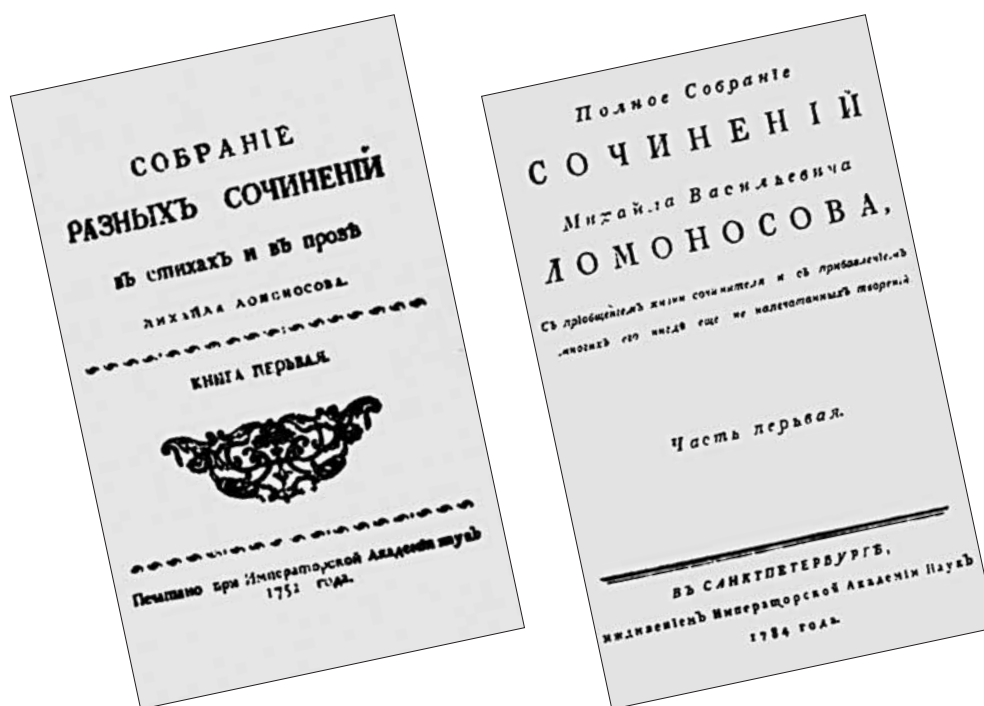 СОБРАНІЕ
РАЗНЫХЪ СОЧИНЕНІЙ
въ стихахъ и въ прозѣ
МИХАЙЛА ЛОМОНОСОВА.
КНИГА ПЕРЬВАЯ.
Печатано при Императорской Академіи наукъ
1751 года.
Полное Собраніе
СОЧИНЕНІЙ
Михайла Васильевича
ЛОМОНОСОВА,
Съ пріобщеніемъ жизни сочинителя и съ прибавленіемъ
многихъ его нигдѣ еще не напечатанныхъ твореній.
Часть перьвая.
ВЪ САНКТПЕТЕРБУРГѢ,
иждивеніемъ Императорской Академіи Наукъ
1784 года.